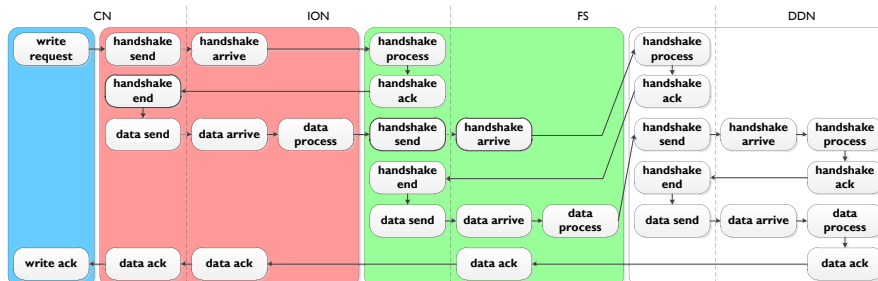 CN ION FS DDN
write handshake handshake handshake handshake
request send arrive process process
handshake handshake handshake
end ack ack
data send data arrive data handshake handshake handshake handshake handshake
process send arrive send arrive process
handshake handshake handshake
end end ack
data send data arrive data data send data arrive data
process process
write ack data ack data ack data ack data ack